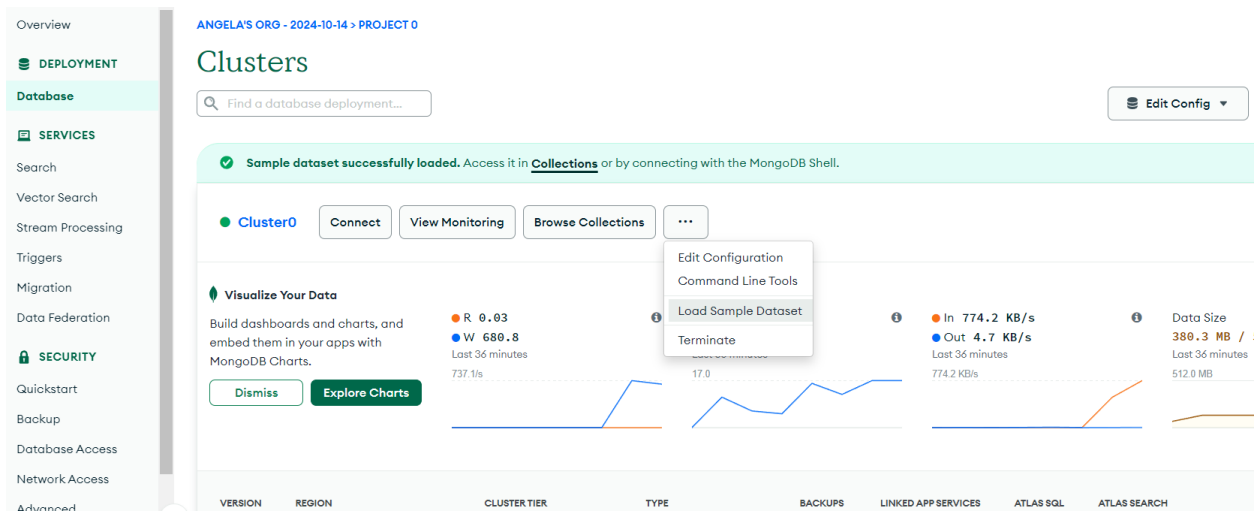 Overview
DEPLOYMENT
Database
SERVICES
Search
Vector Search
Stream Processing
Triggers
Migration
Data Federation
SECURITY
Quickstart
Backup
Database Access
Network Access
Advanced
ANGELA'S ORG - 2024-10-14 > PROJECT 0
Clusters
Find a database deployment...
Edit Config
Sample dataset successfully loaded. Access it in Collections or by connecting with the MongoDB Shell.
Cluster0 Connect View Monitoring Browse Collections ...
Edit Configuration
Command Line Tools
Load Sample Dataset
Terminate
Visualize Your Data
Build dashboards and charts, and
embed them in your apps with
MongoDB Charts.
Dismiss Explore Charts
R 0.03
W 680.8
Last 36 minutes
737.1/s
Last 36 minutes
17.0
In 774.2 KB/s
Out 4.7 KB/s
Last 36 minutes
774.2 KB/s
Data Size
380.3 MB /
Last 36 minutes
512.0 MB
VERSION REGION CLUSTER TIER TYPE BACKUPS LINKED APP SERVICES ATLAS SQL ATLAS SEARCH